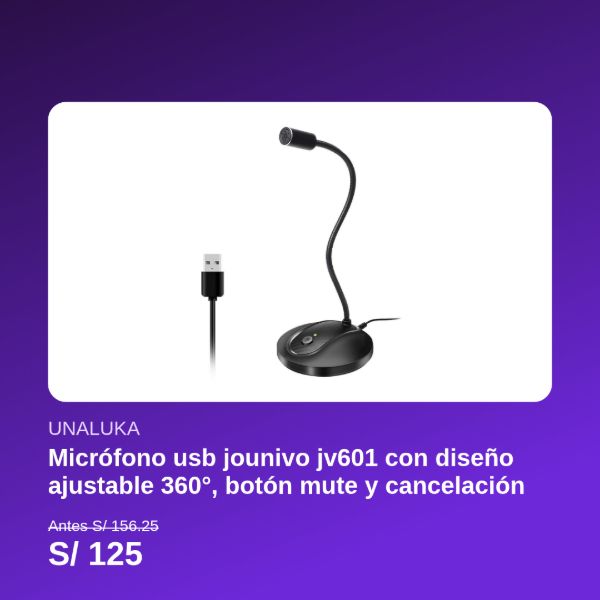 UNALUKA
Micrófono usb jounivo jv601 con diseño
ajustable 360°, botón mute y cancelación
Antes S/ 156.25
S/ 125